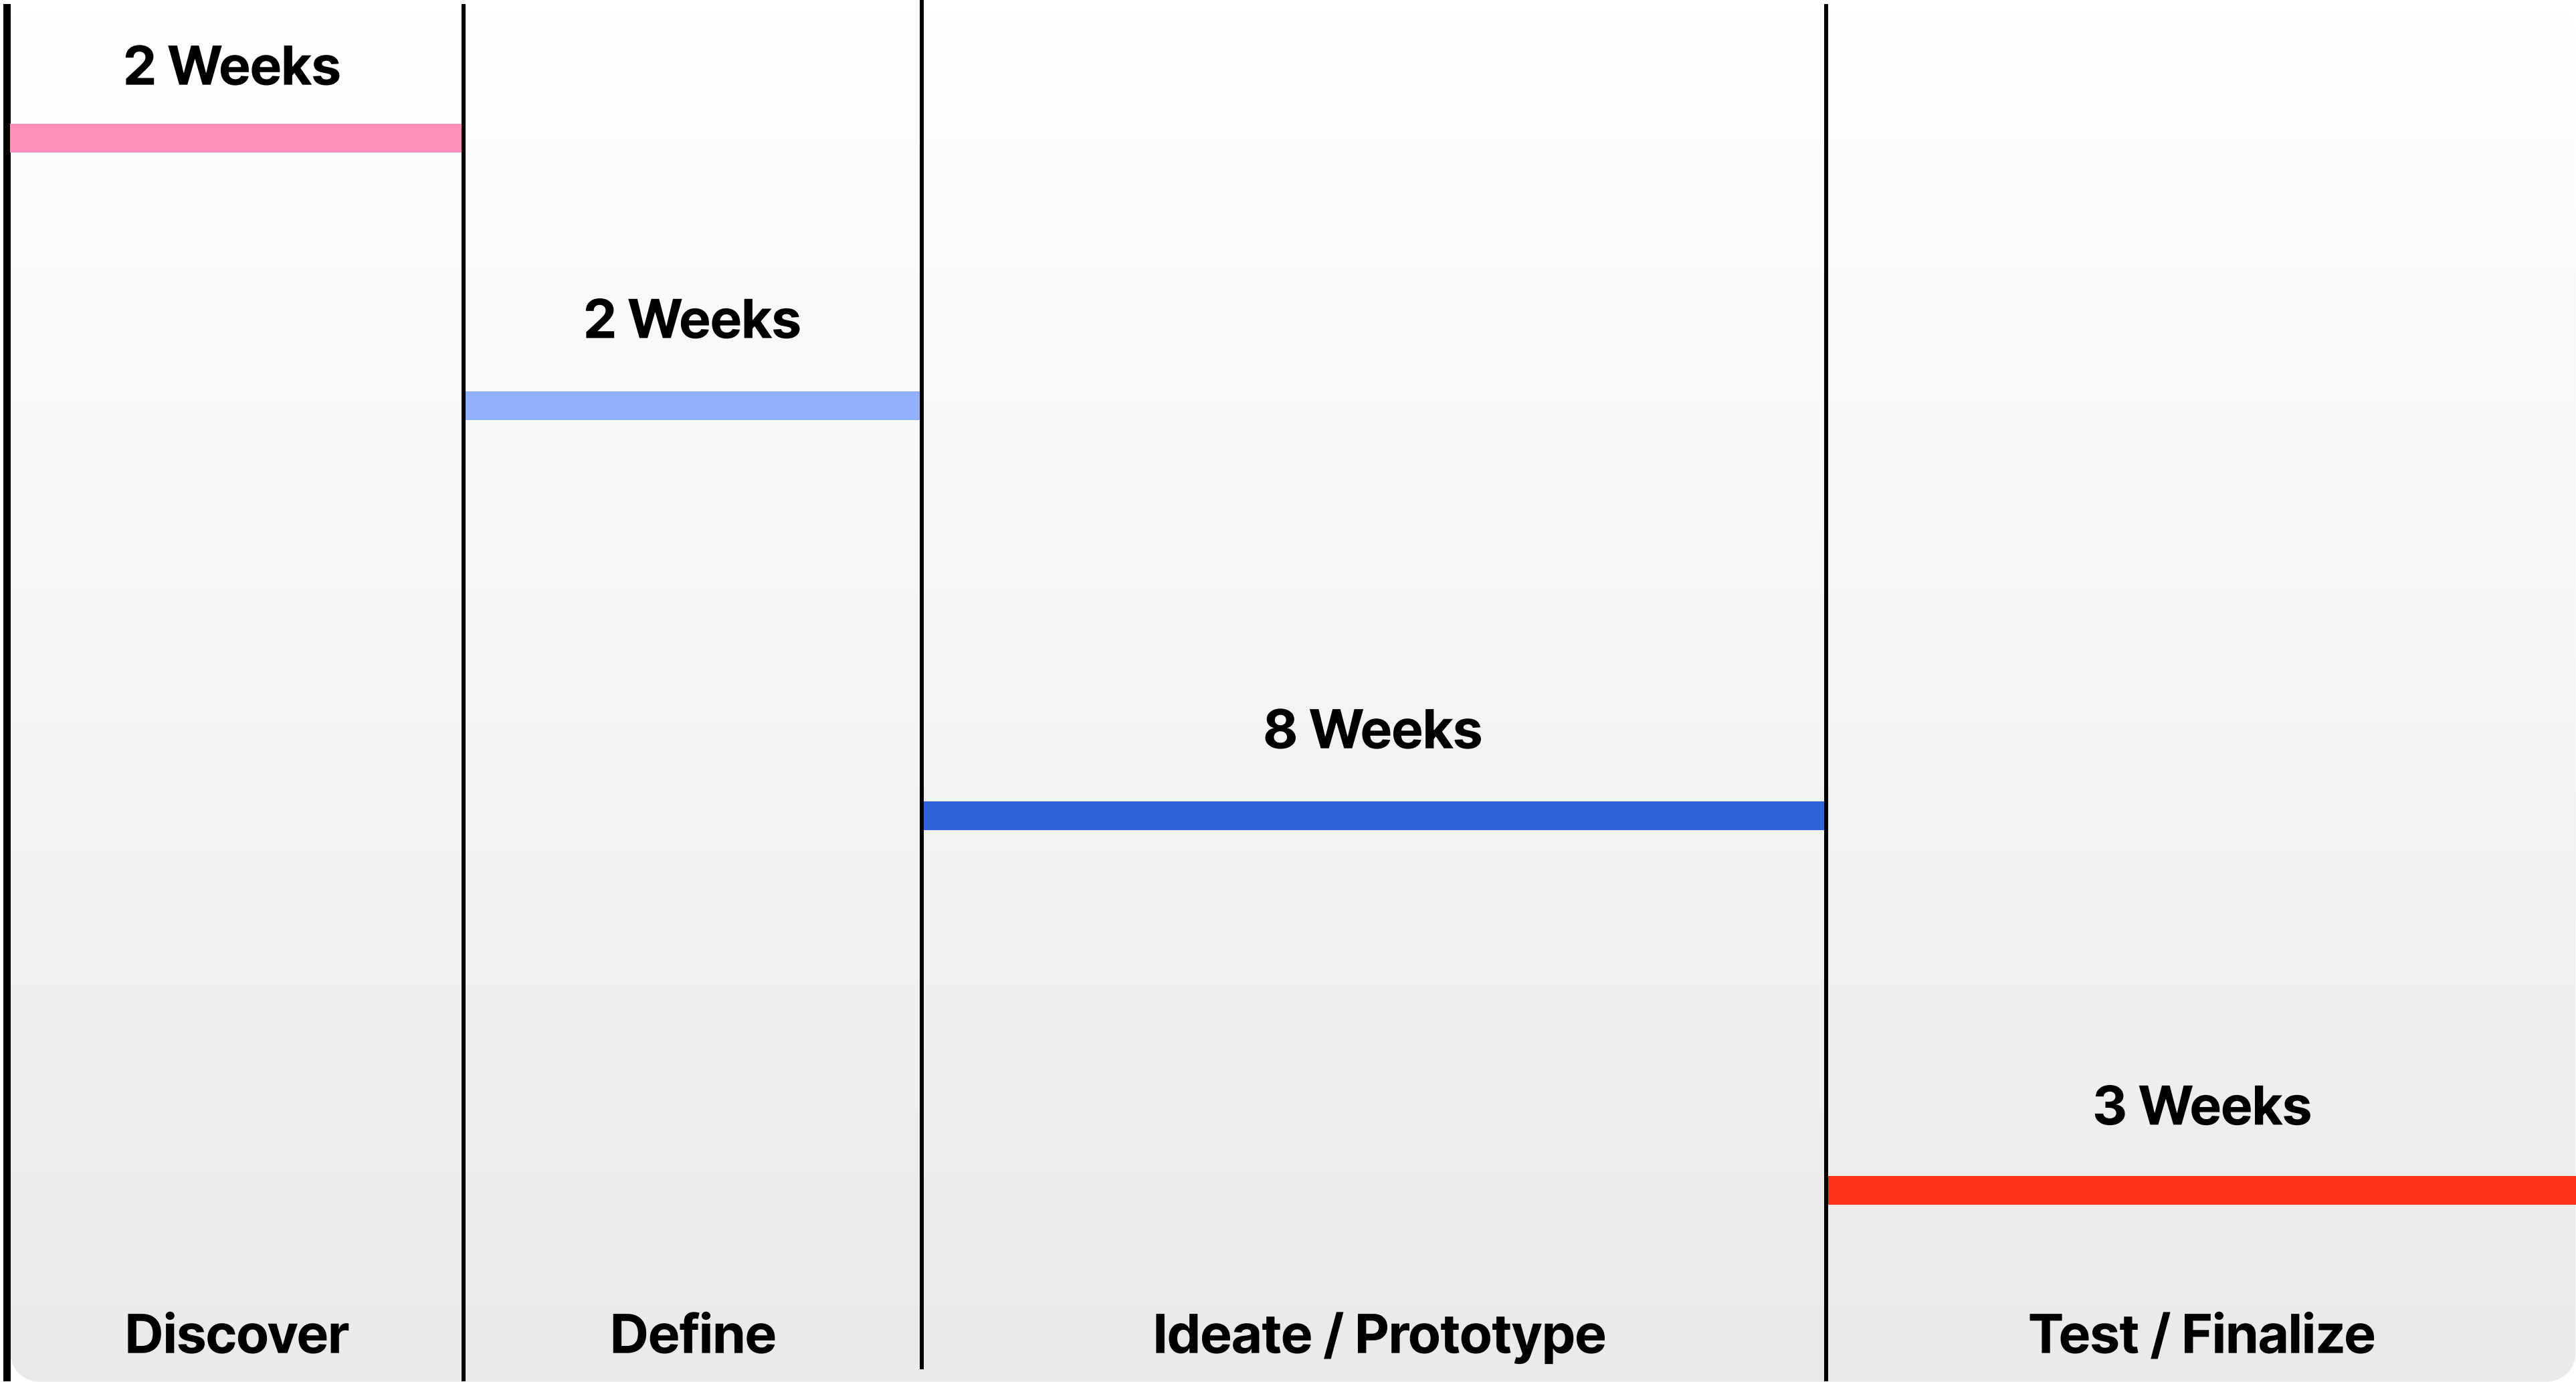 2 Weeks
2 Weeks
8 Weeks
3 Weeks
Discover
Define
Ideate / Prototype
Test / Finalize